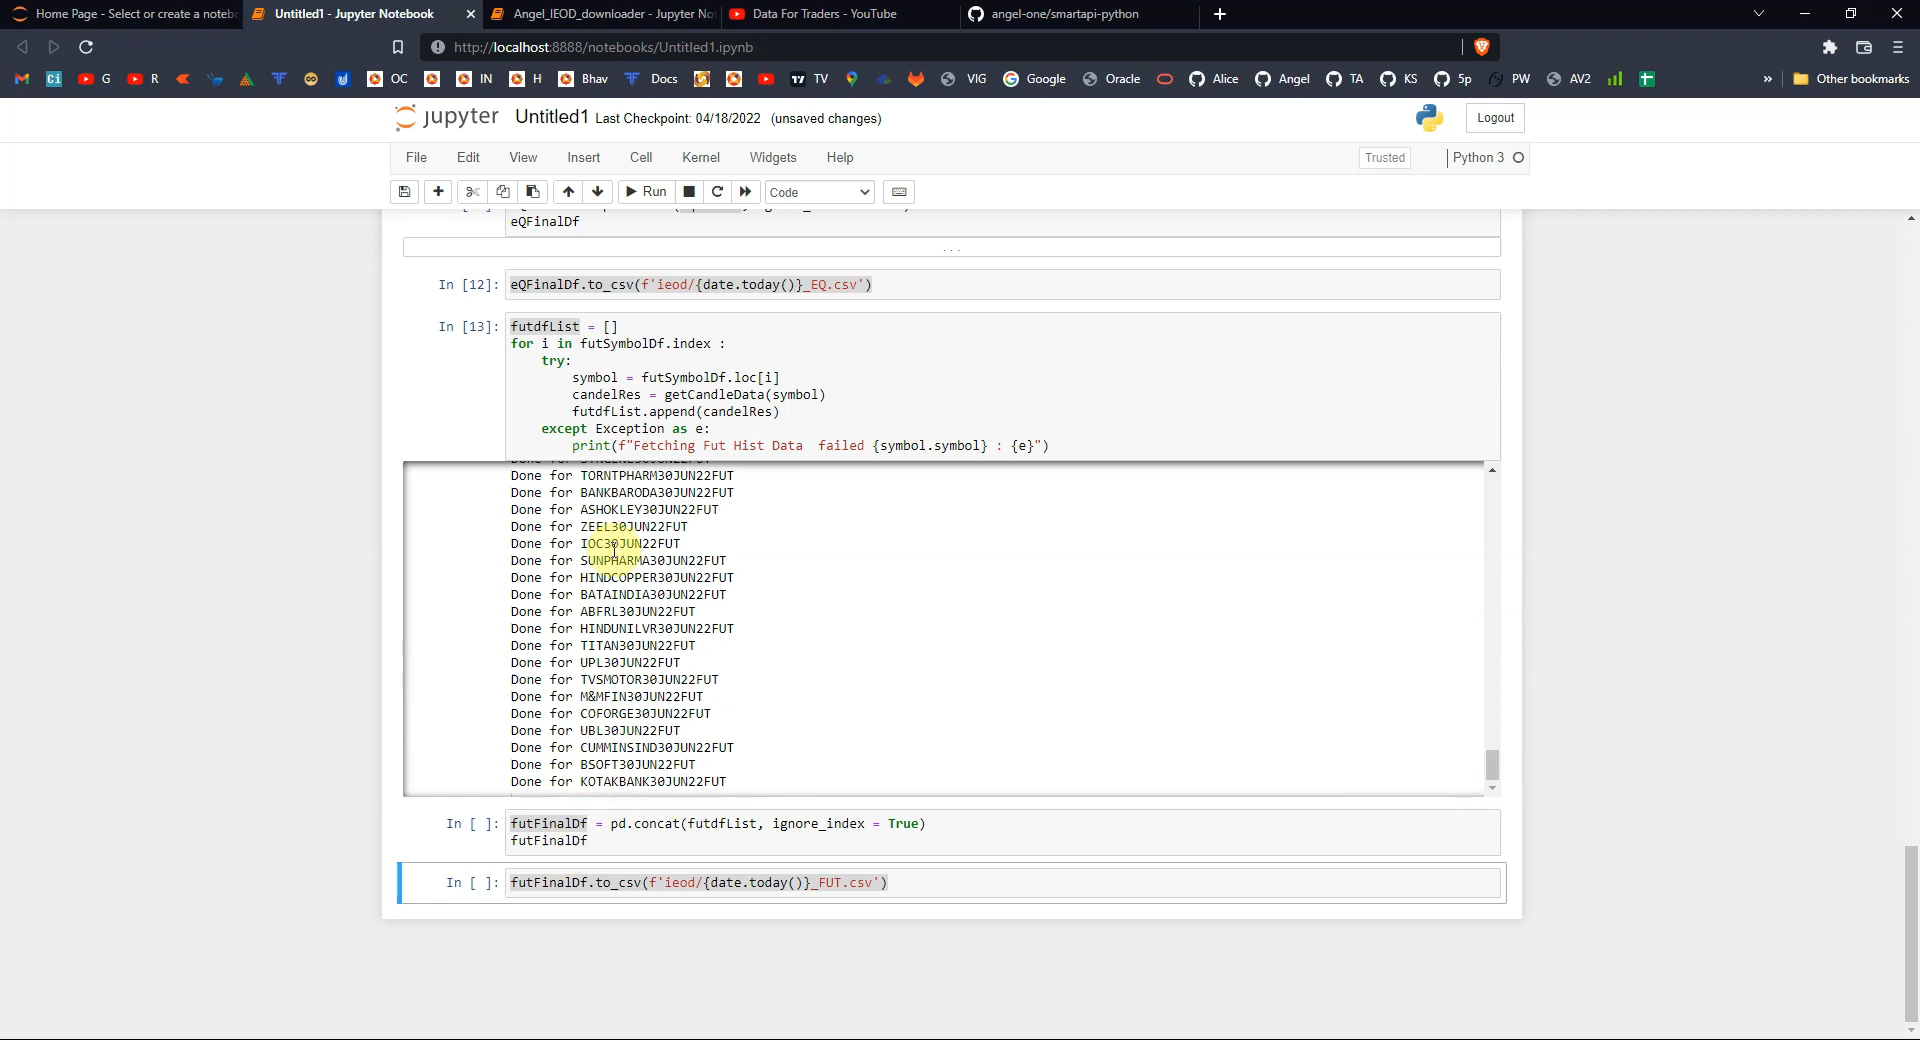 Home Page - Select or create a noteb
Untitled1 - Jupyter Notebook
Angel_IEOD_downloader - Jupyter No
Data For Traders - YouTube
angel-one/smartapi-python
http://localhost:8888/notebooks/Untitled1.ipynb
G
R
OC
IN
H
Bhav
Docs
TV
VIG
Google
Oracle
Alice
Angel
TA
KS
5p
PW
AV2
»
Other bookmarks
jupyter
Untitled1 Last Checkpoint: 04/18/2022 (unsaved changes)
Logout
File
Edit
View
Insert
Cell
Kernel
Widgets
Help
Trusted
Python 3
Run
Code
eQFinalDf
...
In [12]: eQFinalDf.to_csv(f'ieod/{date.today()}_EQ.csv')
In [13]: futdfList = []
for i in futSymbolDf.index :
try:
symbol = futSymbolDf.loc[i]
candelRes = getCandleData(symbol)
futdfList.append(candelRes)
except Exception as e:
print(f"Fetching Fut Hist Data  failed {symbol.symbol} : {e}")
Done for TORNTPHARM30JUN22FUT
Done for BANKBARODA30JUN22FUT
Done for ASHOKLEY30JUN22FUT
Done for ZEEL30JUN22FUT
Done for IOC30JUN22FUT
Done for SUNPHARMA30JUN22FUT
Done for HINDCOPPER30JUN22FUT
Done for BATAINDIA30JUN22FUT
Done for ABFRL30JUN22FUT
Done for HINDUNILVR30JUN22FUT
Done for TITAN30JUN22FUT
Done for UPL30JUN22FUT
Done for TVSMOTOR30JUN22FUT
Done for M&MFIN30JUN22FUT
Done for COFORGE30JUN22FUT
Done for UBL30JUN22FUT
Done for CUMMINSIND30JUN22FUT
Done for BSOFT30JUN22FUT
Done for KOTAKBANK30JUN22FUT
In [ ]: futFinalDf = pd.concat(futdfList, ignore_index = True)
futFinalDf
In [ ]: futFinalDf.to_csv(f'ieod/{date.today()}_FUT.csv')